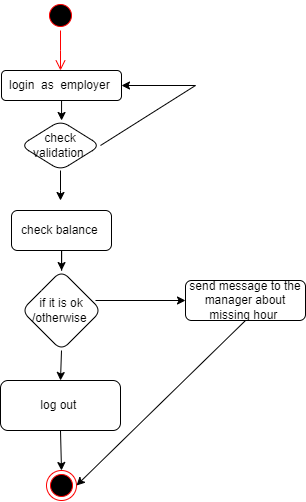 login as employer
check
validation
check balance
if it is ok
/otherwise
send message to the
manager about
missing hour
log out